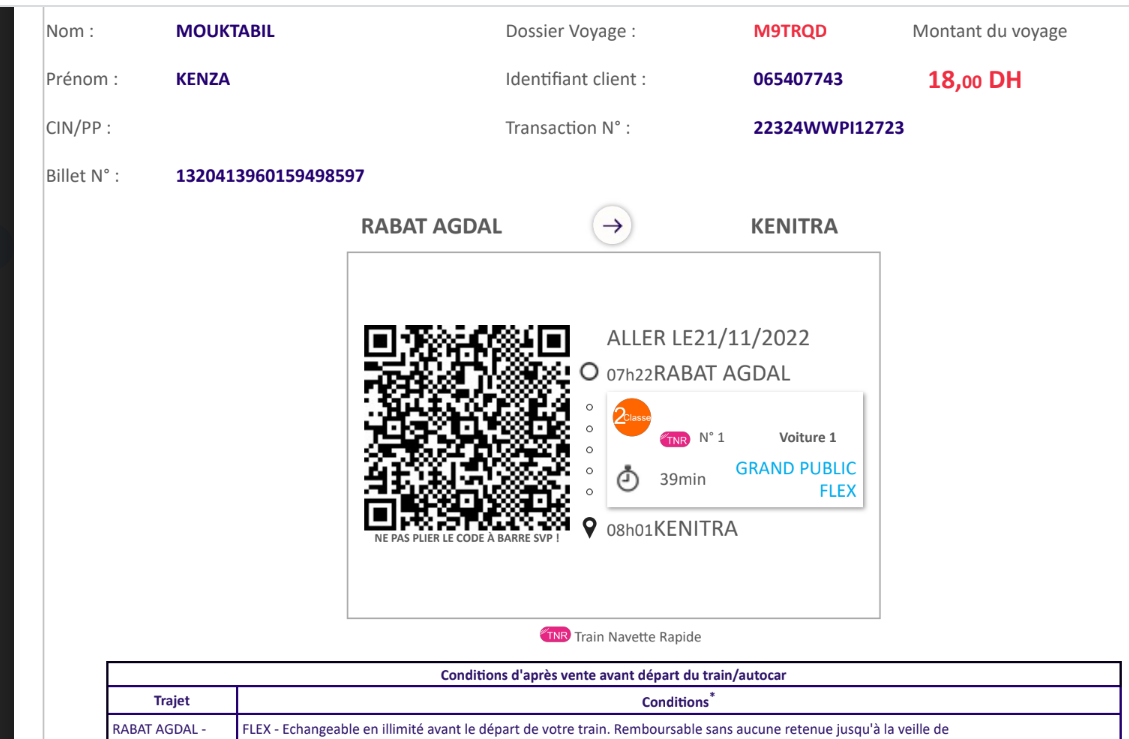 Nom : MOUKTABIL Dossier Voyage : M9TRQD Montant du voyage
Prénom : KENZA Identifiant client : 065407743 18,00 DH
CIN/PP : Transaction N° : 22324WWPI12723
Billet N° : 1320413960159498597
RABAT AGDAL → KENITRA
ALLER LE21/11/2022
07h22RABAT AGDAL
2Classe
TNR N° 1 Voiture 1
39min GRAND PUBLIC
FLEX
NE PAS PLIER LE CODE À BARRE SVP !
08h01KENITRA
TNR Train Navette Rapide
Conditions d'après vente avant départ du train/autocar
Trajet Conditions*
RABAT AGDAL - FLEX - Echangeable en illimité avant le départ de votre train. Remboursable sans aucune retenue jusqu'à la veille de